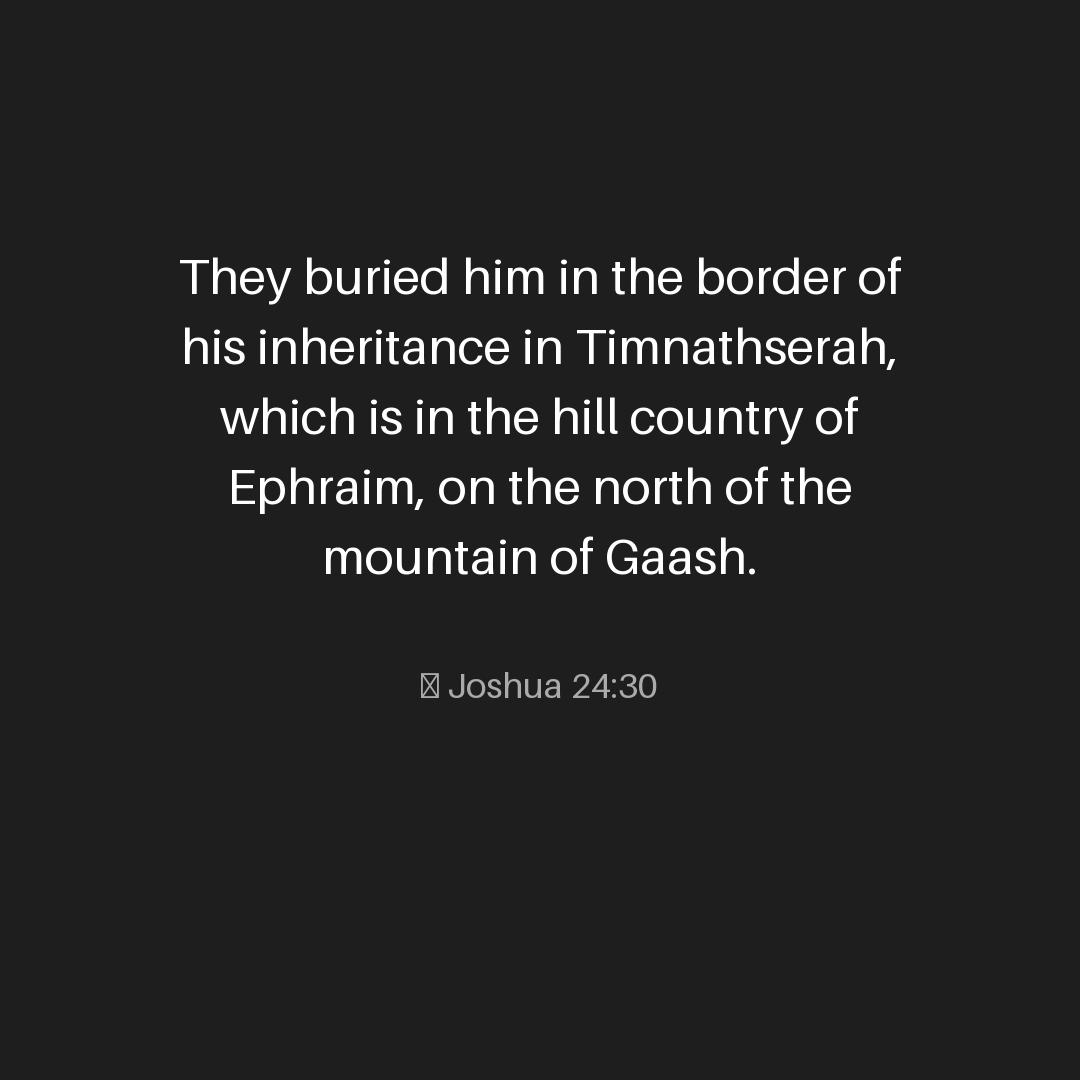 They buried him in the border of
his inheritance in Timnathserah,
which is in the hill country of
Ephraim, on the north of the
mountain of Gaash.
Joshua 24:30